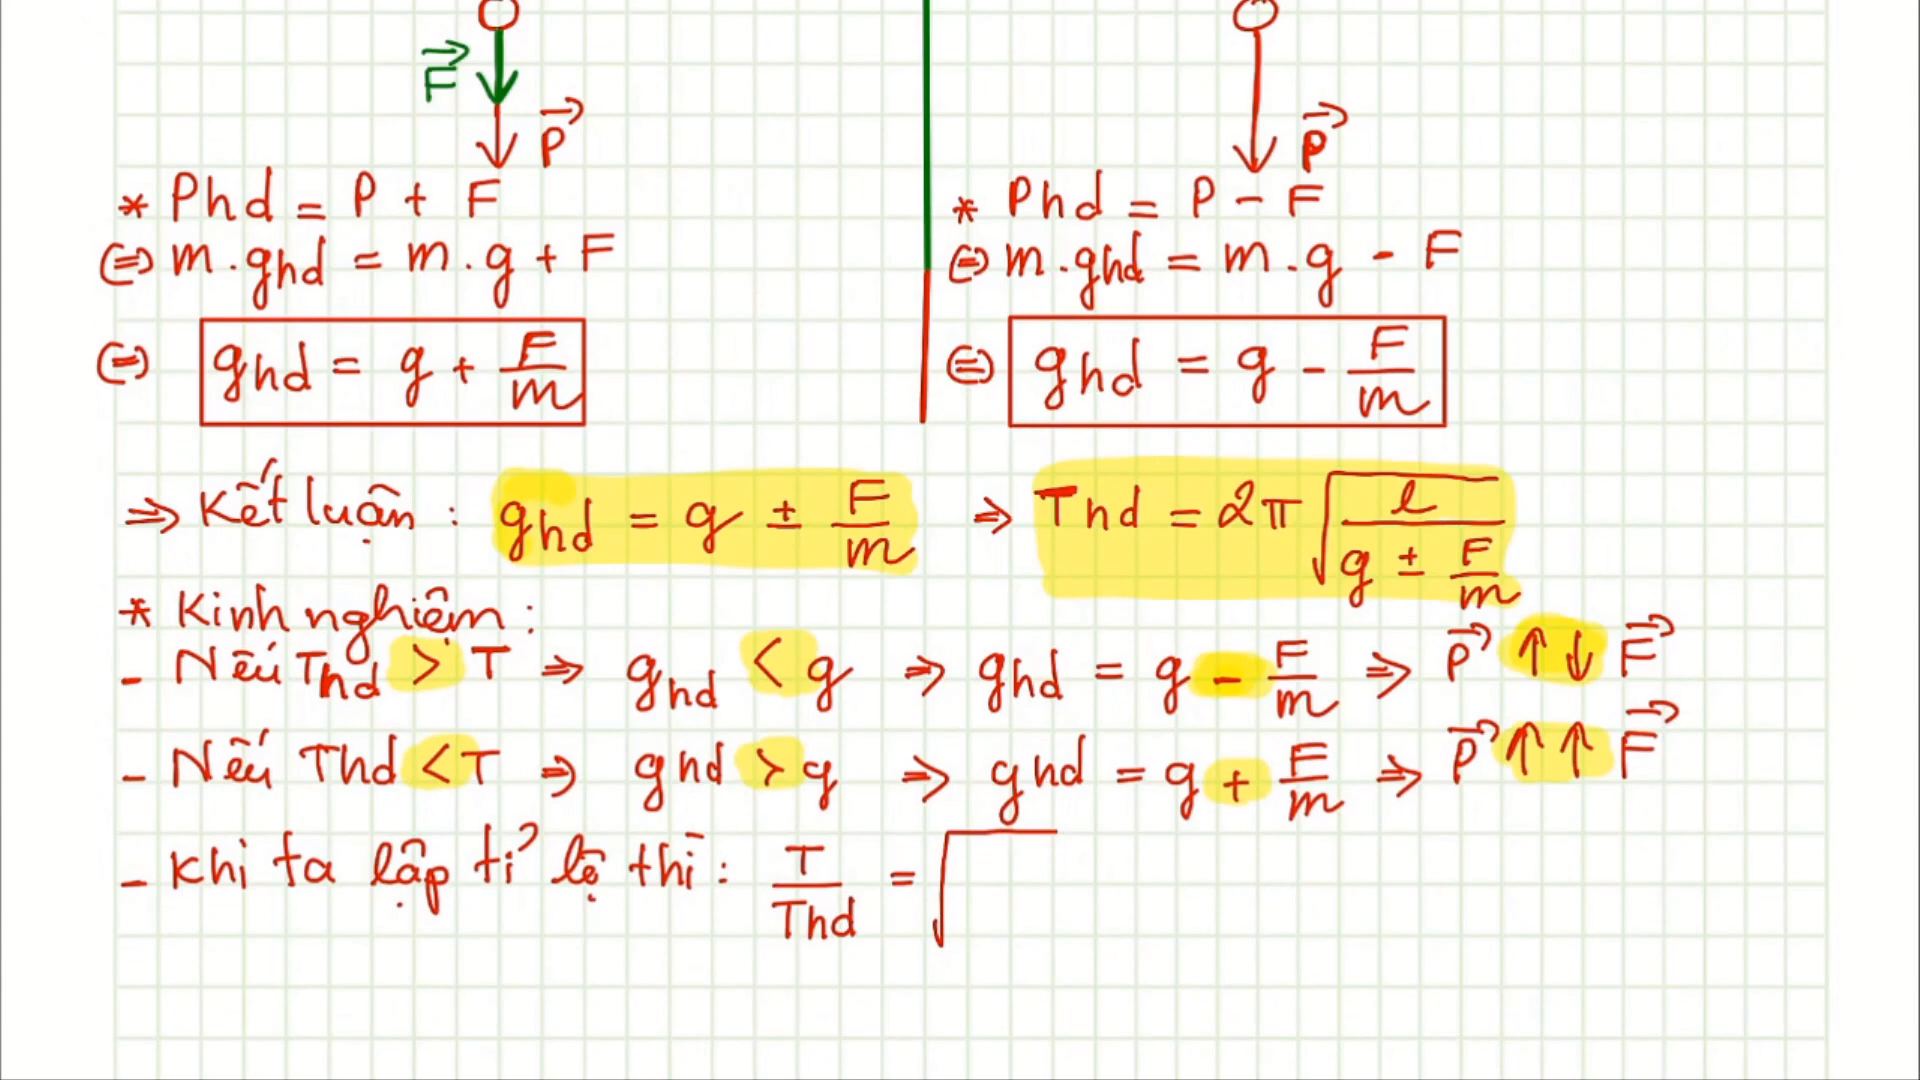 F⃗
P⃗
* Phd = P + F
⇔ m.ghd = m.g + F
⇔ ghd = g + F/m
P⃗
* Phd = P - F
⇔ m.ghd = m.g - F
⇔ ghd = g - F/m
⇒ Kết luận : ghd = g ± F/m ⇒ Thd = 2π√(l/(g ± F/m))
* Kinh nghiệm :
- Nếu Thd > T ⇒ ghd < g ⇒ ghd = g - F/m ⇒ P⃗ ↑↓ F⃗
- Nếu Thd < T ⇒ ghd > g ⇒ ghd = g + F/m ⇒ P⃗ ↑↑ F⃗
- Khi ta lập tỉ lệ thì : T/Thd = √